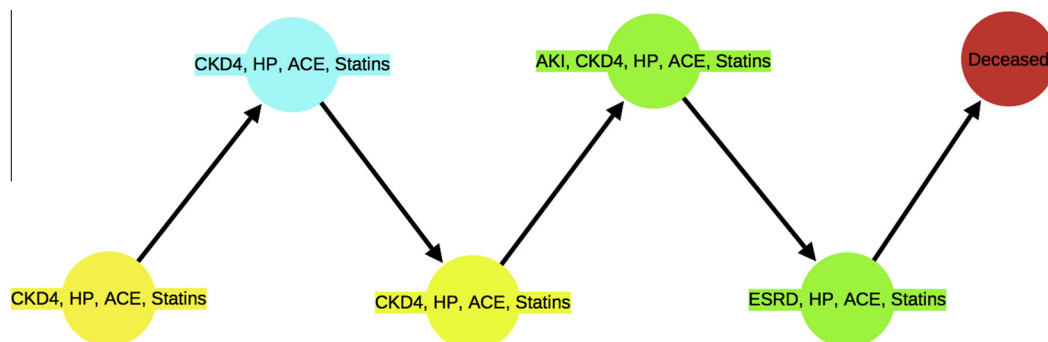 CKD4, HP, ACE, Statins
AKI, CKD4, HP, ACE, Statins
Deceased
CKD4, HP, ACE, Statins
CKD4, HP, ACE, Statins
ESRD, HP, ACE, Statins